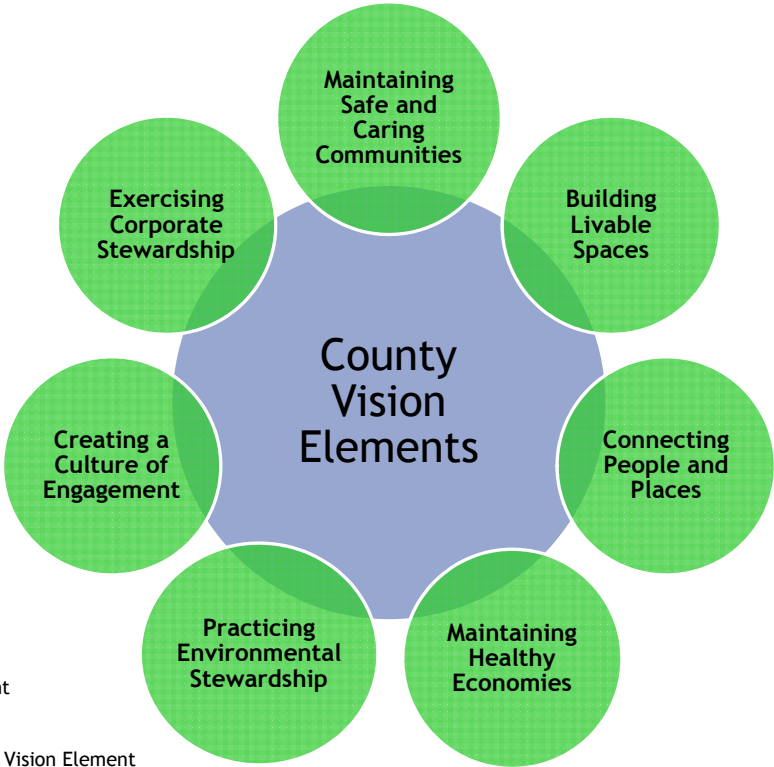 Maintaining
Safe and
Caring
Communities
Building
Livable
Spaces
Connecting
People and
Places
Maintaining
Healthy
Economies
Practicing
Environmental
Stewardship
Creating a
Culture of
Engagement
Exercising
Corporate
Stewardship
County
Vision
Elements
Vision Element